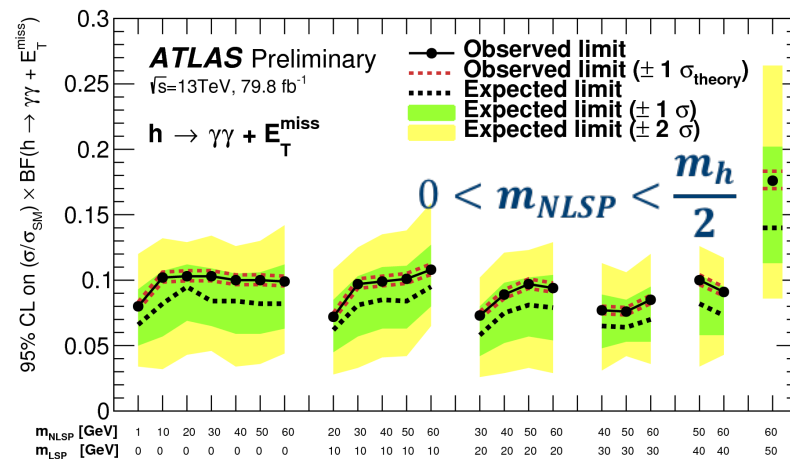 0.3
0.25
0.2
0.15
0.1
0.05
0
95% CL on (σ/σ_SM) × BF(h → γγ + E_T^miss)
ATLAS Preliminary
√s=13TeV, 79.8 fb⁻¹
h → γγ + E_T^miss
Observed limit
Observed limit (± 1 σ_theory)
Expected limit
Expected limit (± 1 σ)
Expected limit (± 2 σ)
0 < m_NLSP < m_h/2
m_NLSP [GeV] 1 10 20 30 40 50 60 20 30 40 50 60 30 40 50 60 40 50 60 50 60 60
m_LSP [GeV] 0 0 0 0 0 0 0 10 10 10 10 10 20 20 20 20 30 30 30 40 40 50